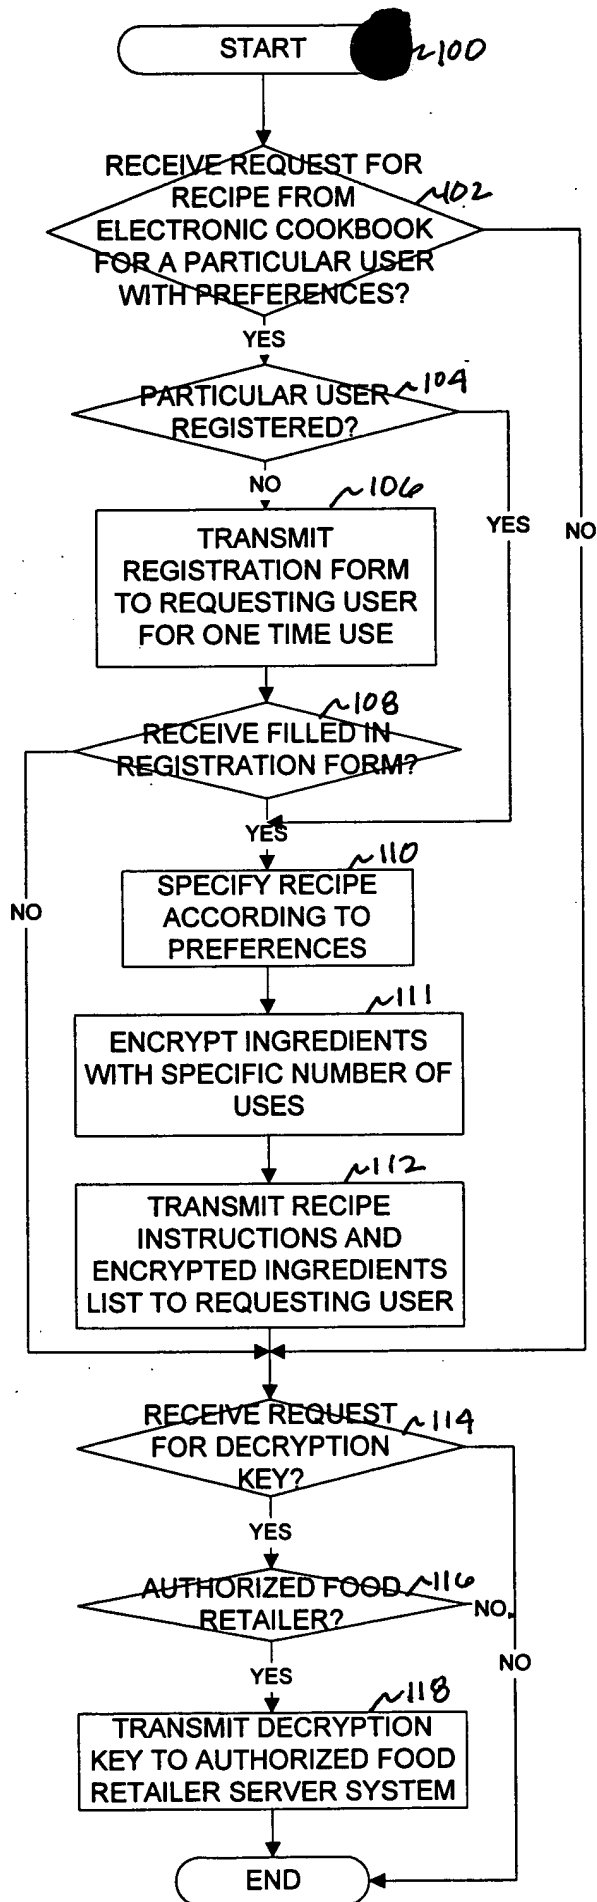 START
~100
RECEIVE REQUEST FOR
RECIPE FROM
ELECTRONIC COOKBOOK
FOR A PARTICULAR USER
WITH PREFERENCES?
~102
YES
PARTICULAR USER
REGISTERED?
~104
NO
~106
YES
NO
TRANSMIT
REGISTRATION FORM
TO REQUESTING USER
FOR ONE TIME USE
~108
RECEIVE FILLED IN
REGISTRATION FORM?
YES
NO
~110
SPECIFY RECIPE
ACCORDING TO
PREFERENCES
~111
ENCRYPT INGREDIENTS
WITH SPECIFIC NUMBER OF
USES
~112
TRANSMIT RECIPE
INSTRUCTIONS AND
ENCRYPTED INGREDIENTS
LIST TO REQUESTING USER
RECEIVE REQUEST
FOR DECRYPTION
KEY?
~114
YES
AUTHORIZED FOOD
RETAILER?
~116
NO
YES
NO
~118
TRANSMIT DECRYPTION
KEY TO AUTHORIZED FOOD
RETAILER SERVER SYSTEM
END